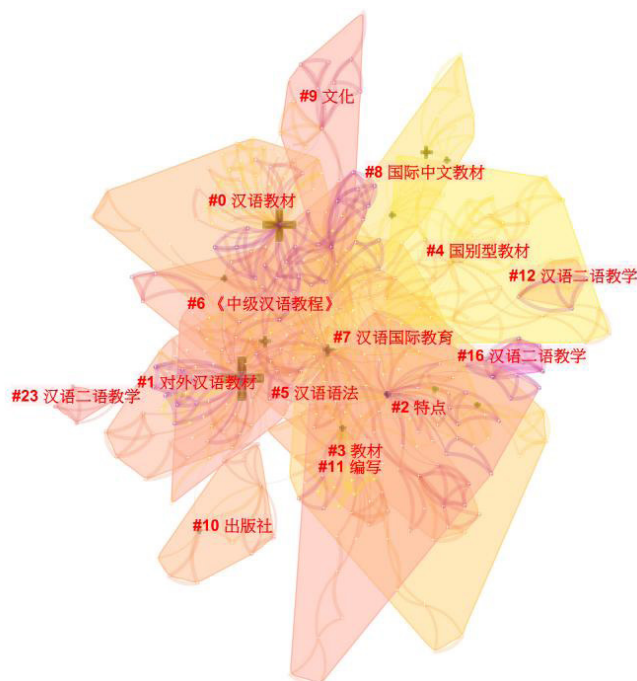 #9 文化
#8 国际中文教材
#0 汉语教材
#4 国别型教材
#12 汉语二语教学
#6 《中级汉语教程》
#7 汉语国际教育
#16 汉语二语教学
#1 对外汉语教材
#23 汉语二语教学
#5 汉语语法
#2 特点
#3 教材
#11 编写
#10 出版社